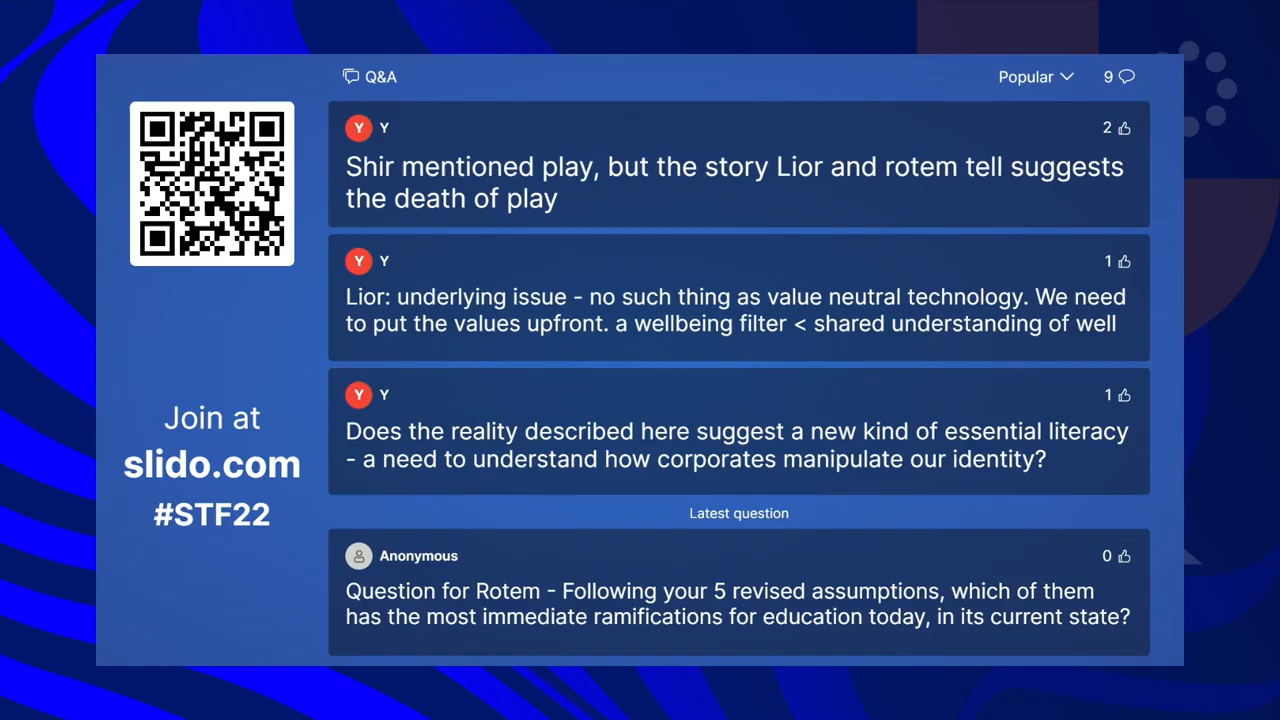 Q&A
Popular
9
Y
Y
2
Shir mentioned play, but the story Lior and rotem tell suggests
the death of play
Y
Y
1
Lior: underlying issue - no such thing as value neutral technology. We need
to put the values upfront. a wellbeing filter < shared understanding of well
Y
Y
1
Does the reality described here suggest a new kind of essential literacy
- a need to understand how corporates manipulate our identity?
Latest question
Anonymous
0
Question for Rotem - Following your 5 revised assumptions, which of them
has the most immediate ramifications for education today, in its current state?
Join at
slido.com
#STF22